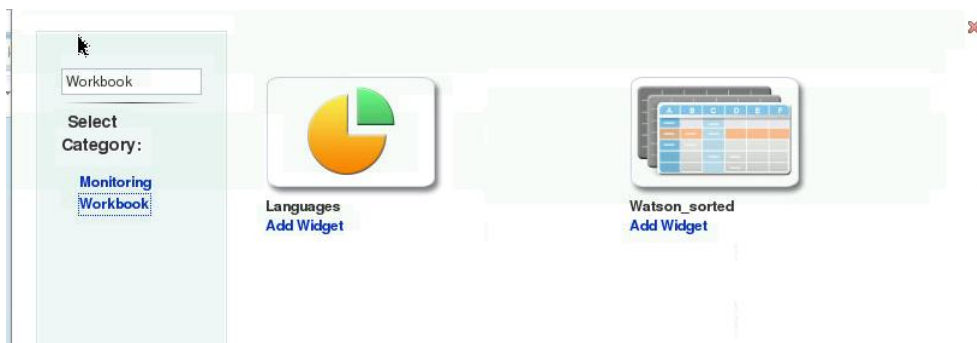 Workbook
Select
Category:
Monitoring
Workbook
Languages
Add Widget
A B C D E F
Watson_sorted
Add Widget